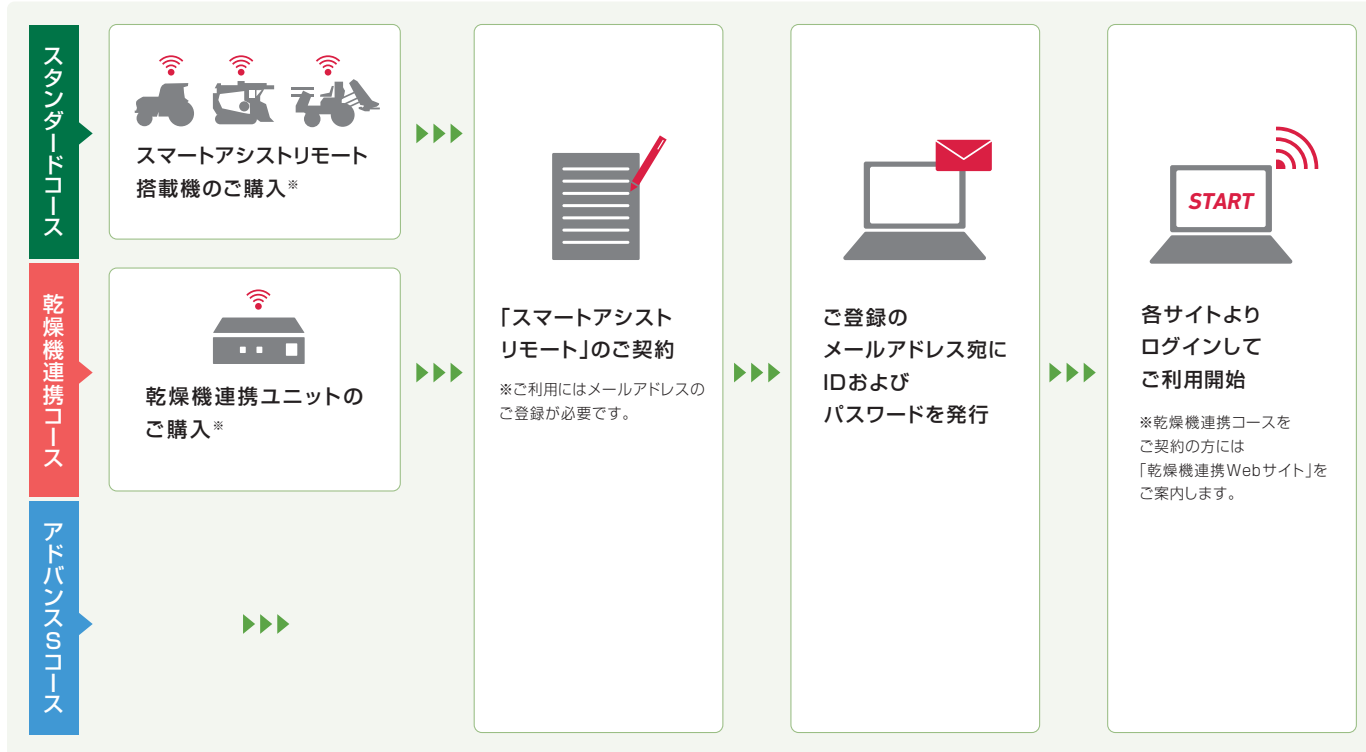 スタンダードコース
スマートアシストリモート
搭載機のご購入※
乾燥機連携コース
乾燥機連携ユニットの
ご購入※
アドバンスSコース
「スマートアシスト
リモート」のご契約
※ご利用にはメールアドレスの
ご登録が必要です。
ご登録の
メールアドレス宛に
IDおよび
パスワードを発行
START
各サイトより
ログインして
ご利用開始
※乾燥機連携コースを
ご契約の方には
「乾燥機連携Webサイト」を
ご案内します。